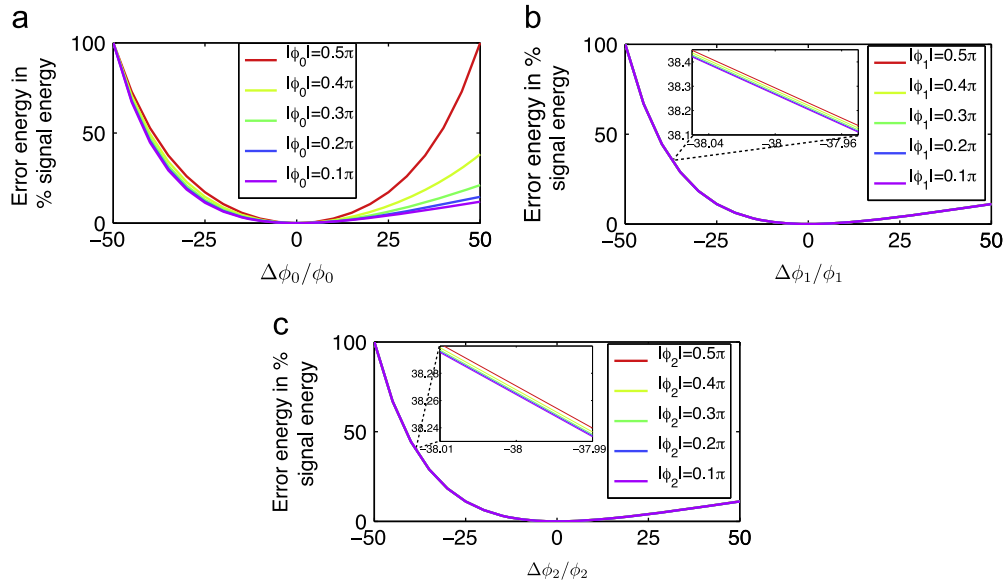 a
Error energy in
% signal energy
100
50
0
−50
−25
0
25
50
Δϕ0/ϕ0
|ϕ0|=0.5π
|ϕ0|=0.4π
|ϕ0|=0.3π
|ϕ0|=0.2π
|ϕ0|=0.1π
b
Error energy in %
signal energy
100
50
0
−50
−25
0
25
50
Δϕ1/ϕ1
38.4
38.3
38.2
38.1
−38.04
−38
−37.96
|ϕ1|=0.5π
|ϕ1|=0.4π
|ϕ1|=0.3π
|ϕ1|=0.2π
|ϕ1|=0.1π
c
Error energy in %
signal energy
100
50
0
−50
−25
0
25
50
Δϕ2/ϕ2
38.28
38.26
38.24
−38.01
−38
−37.99
|ϕ2|=0.5π
|ϕ2|=0.4π
|ϕ2|=0.3π
|ϕ2|=0.2π
|ϕ2|=0.1π